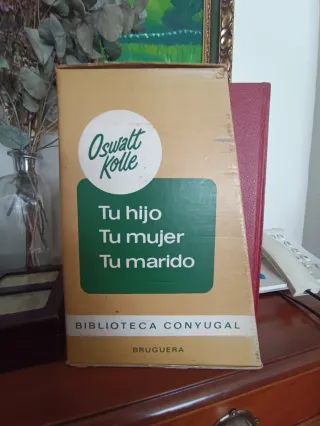 Oswalt
Kolle
Tu hijo
Tu mujer
Tu marido
BIBLIOTECA CONYUGAL
BRUGUERA